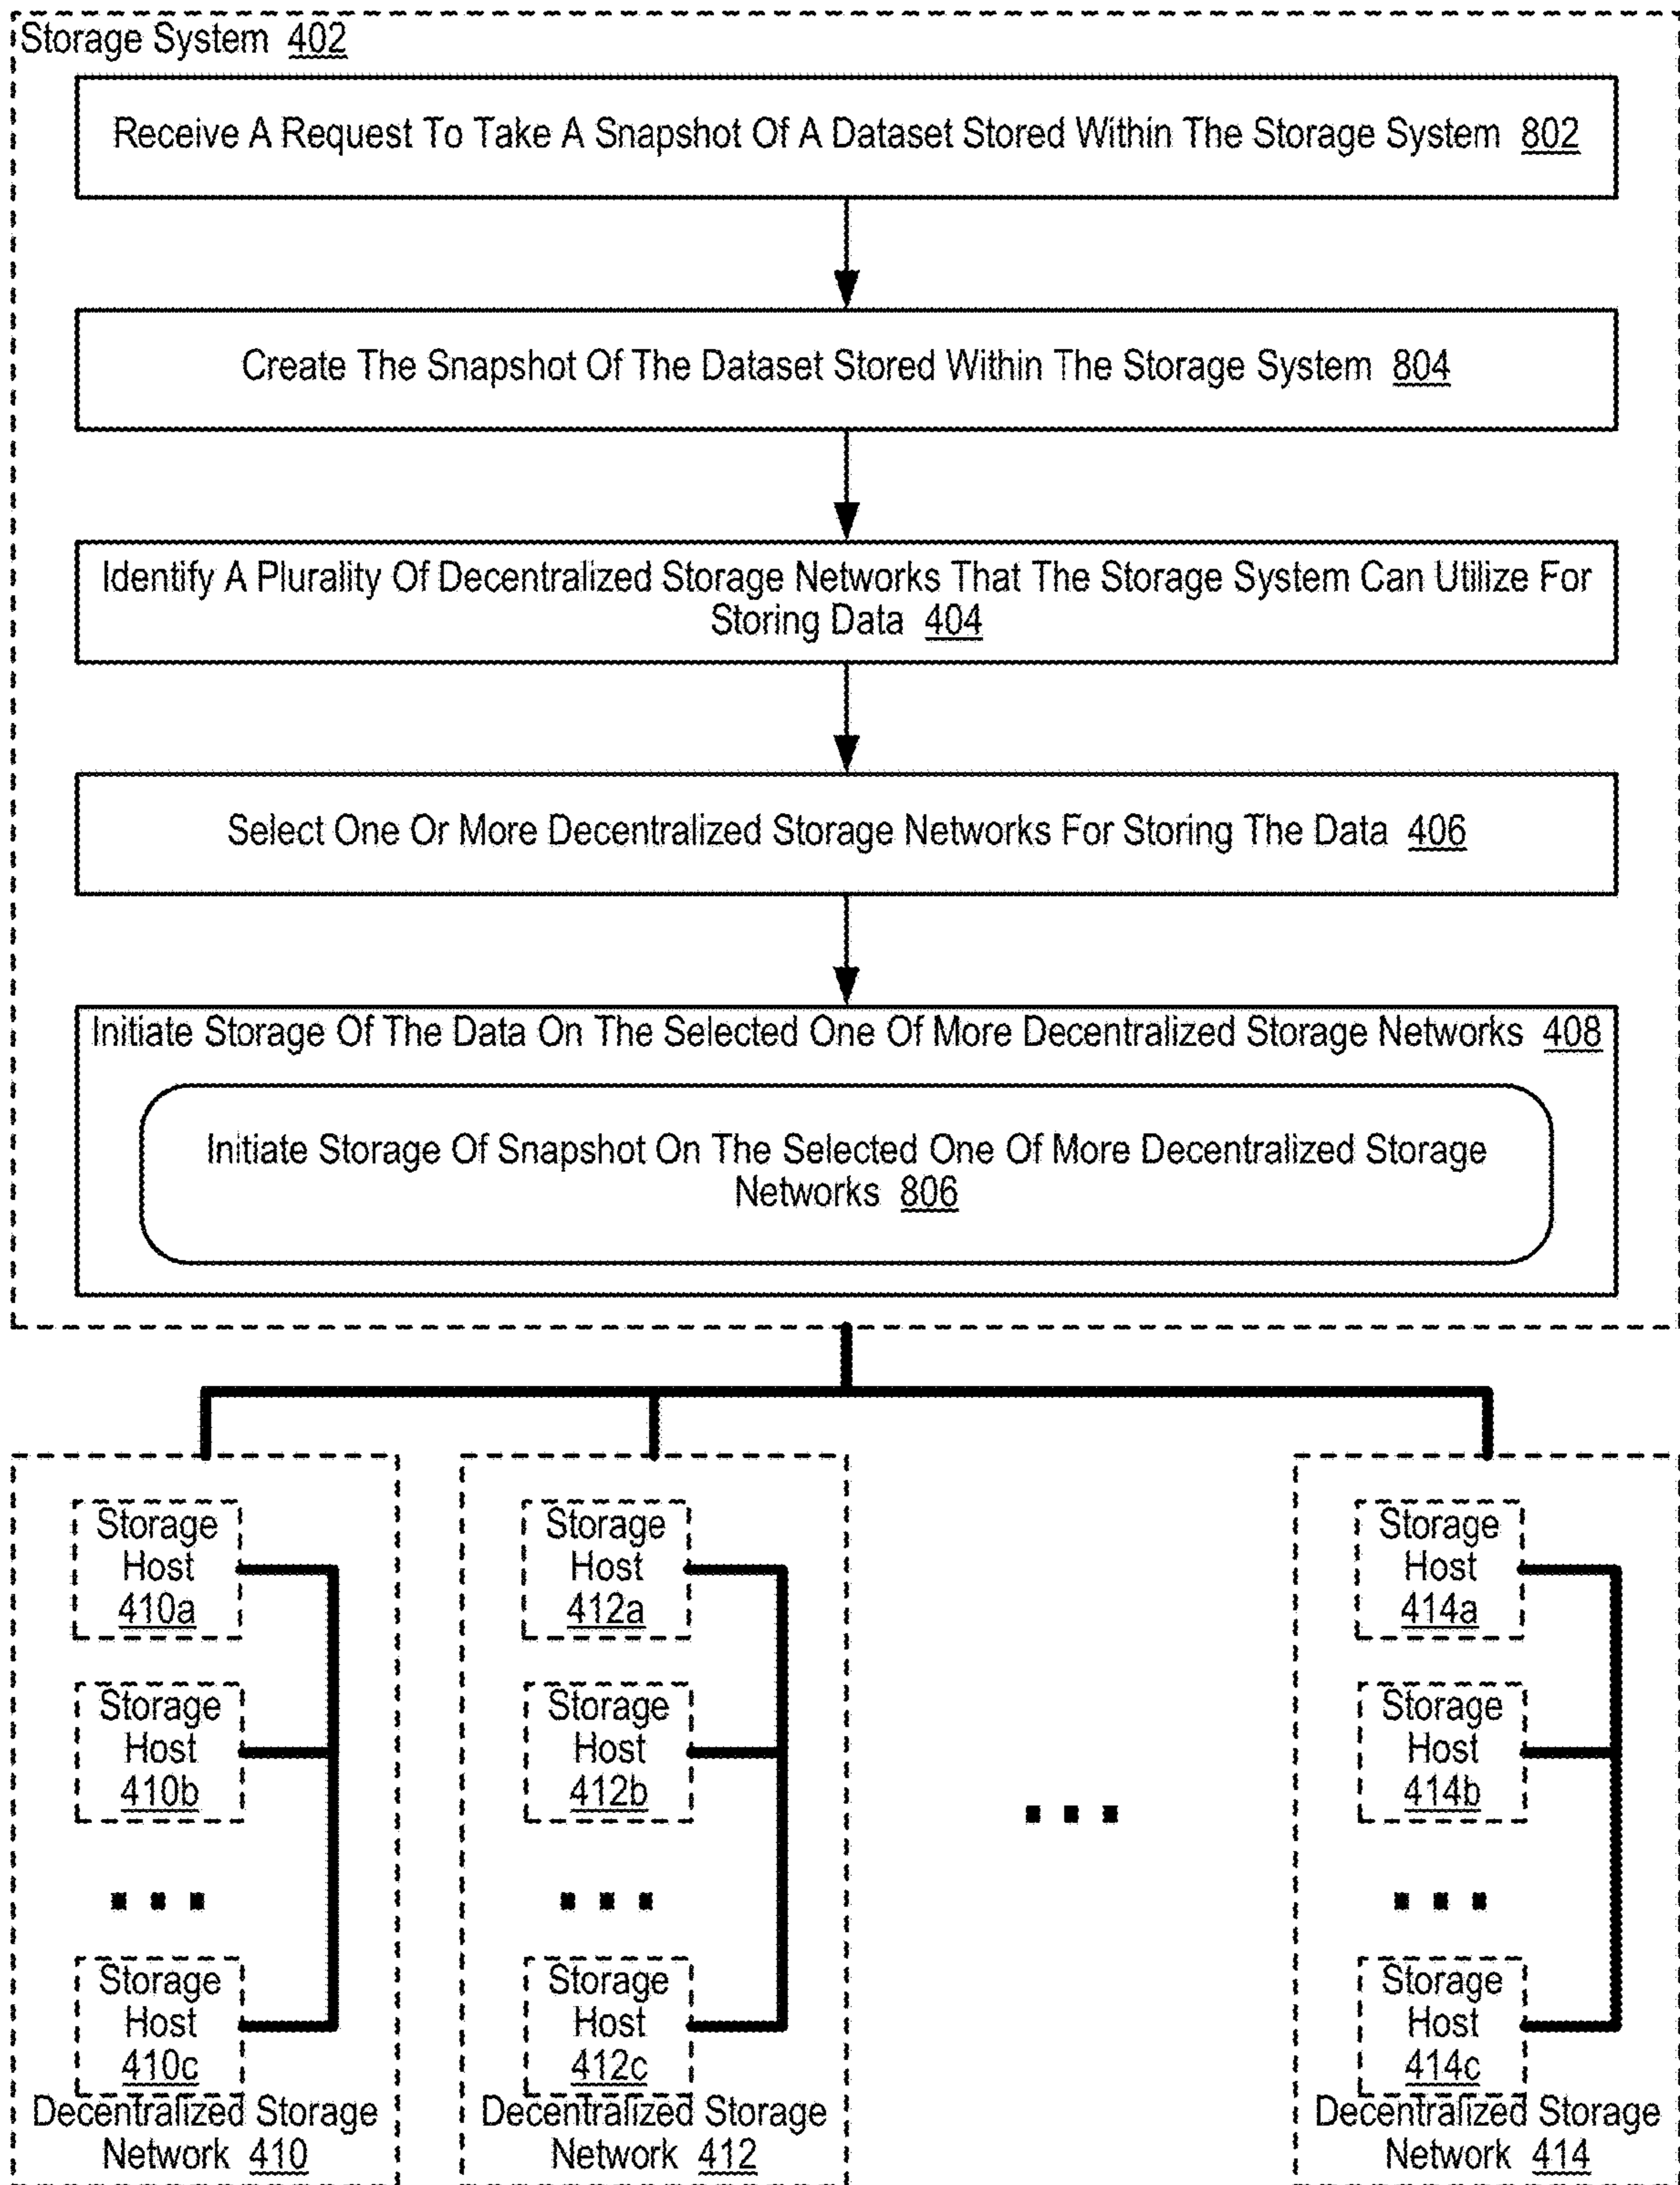 Storage System 402
Receive A Request To Take A Snapshot Of A Dataset Stored Within The Storage System 802
Create The Snapshot Of The Dataset Stored Within The Storage System 804
Identify A Plurality Of Decentralized Storage Networks That The Storage System Can Utilize For
Storing Data 404
Select One Or More Decentralized Storage Networks For Storing The Data 406
Initiate Storage Of The Data On The Selected One Of More Decentralized Storage Networks 408
Initiate Storage Of Snapshot On The Selected One Of More Decentralized Storage
Networks 806
Storage
Host
410a
Storage
Host
410b
...
Storage
Host
410c
Decentralized Storage
Network 410
Storage
Host
412a
Storage
Host
412b
...
Storage
Host
412c
Decentralized Storage
Network 412
...
Storage
Host
414a
Storage
Host
414b
...
Storage
Host
414c
Decentralized Storage
Network 414